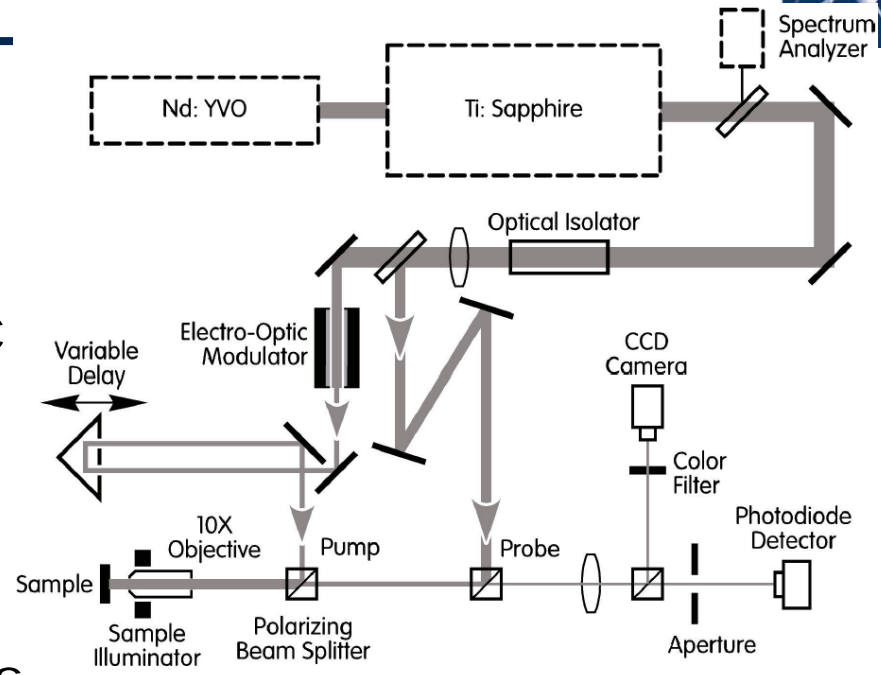 Spectrum
Analyzer
Nd: YVO
Ti: Sapphire
Optical Isolator
Electro-Optic
Modulator
Variable
Delay
CCD
Camera
Color
Filter
Photodiode
Detector
10X
Objective
Pump
Probe
Sample
Sample
Illuminator
Polarizing
Beam Splitter
Aperture